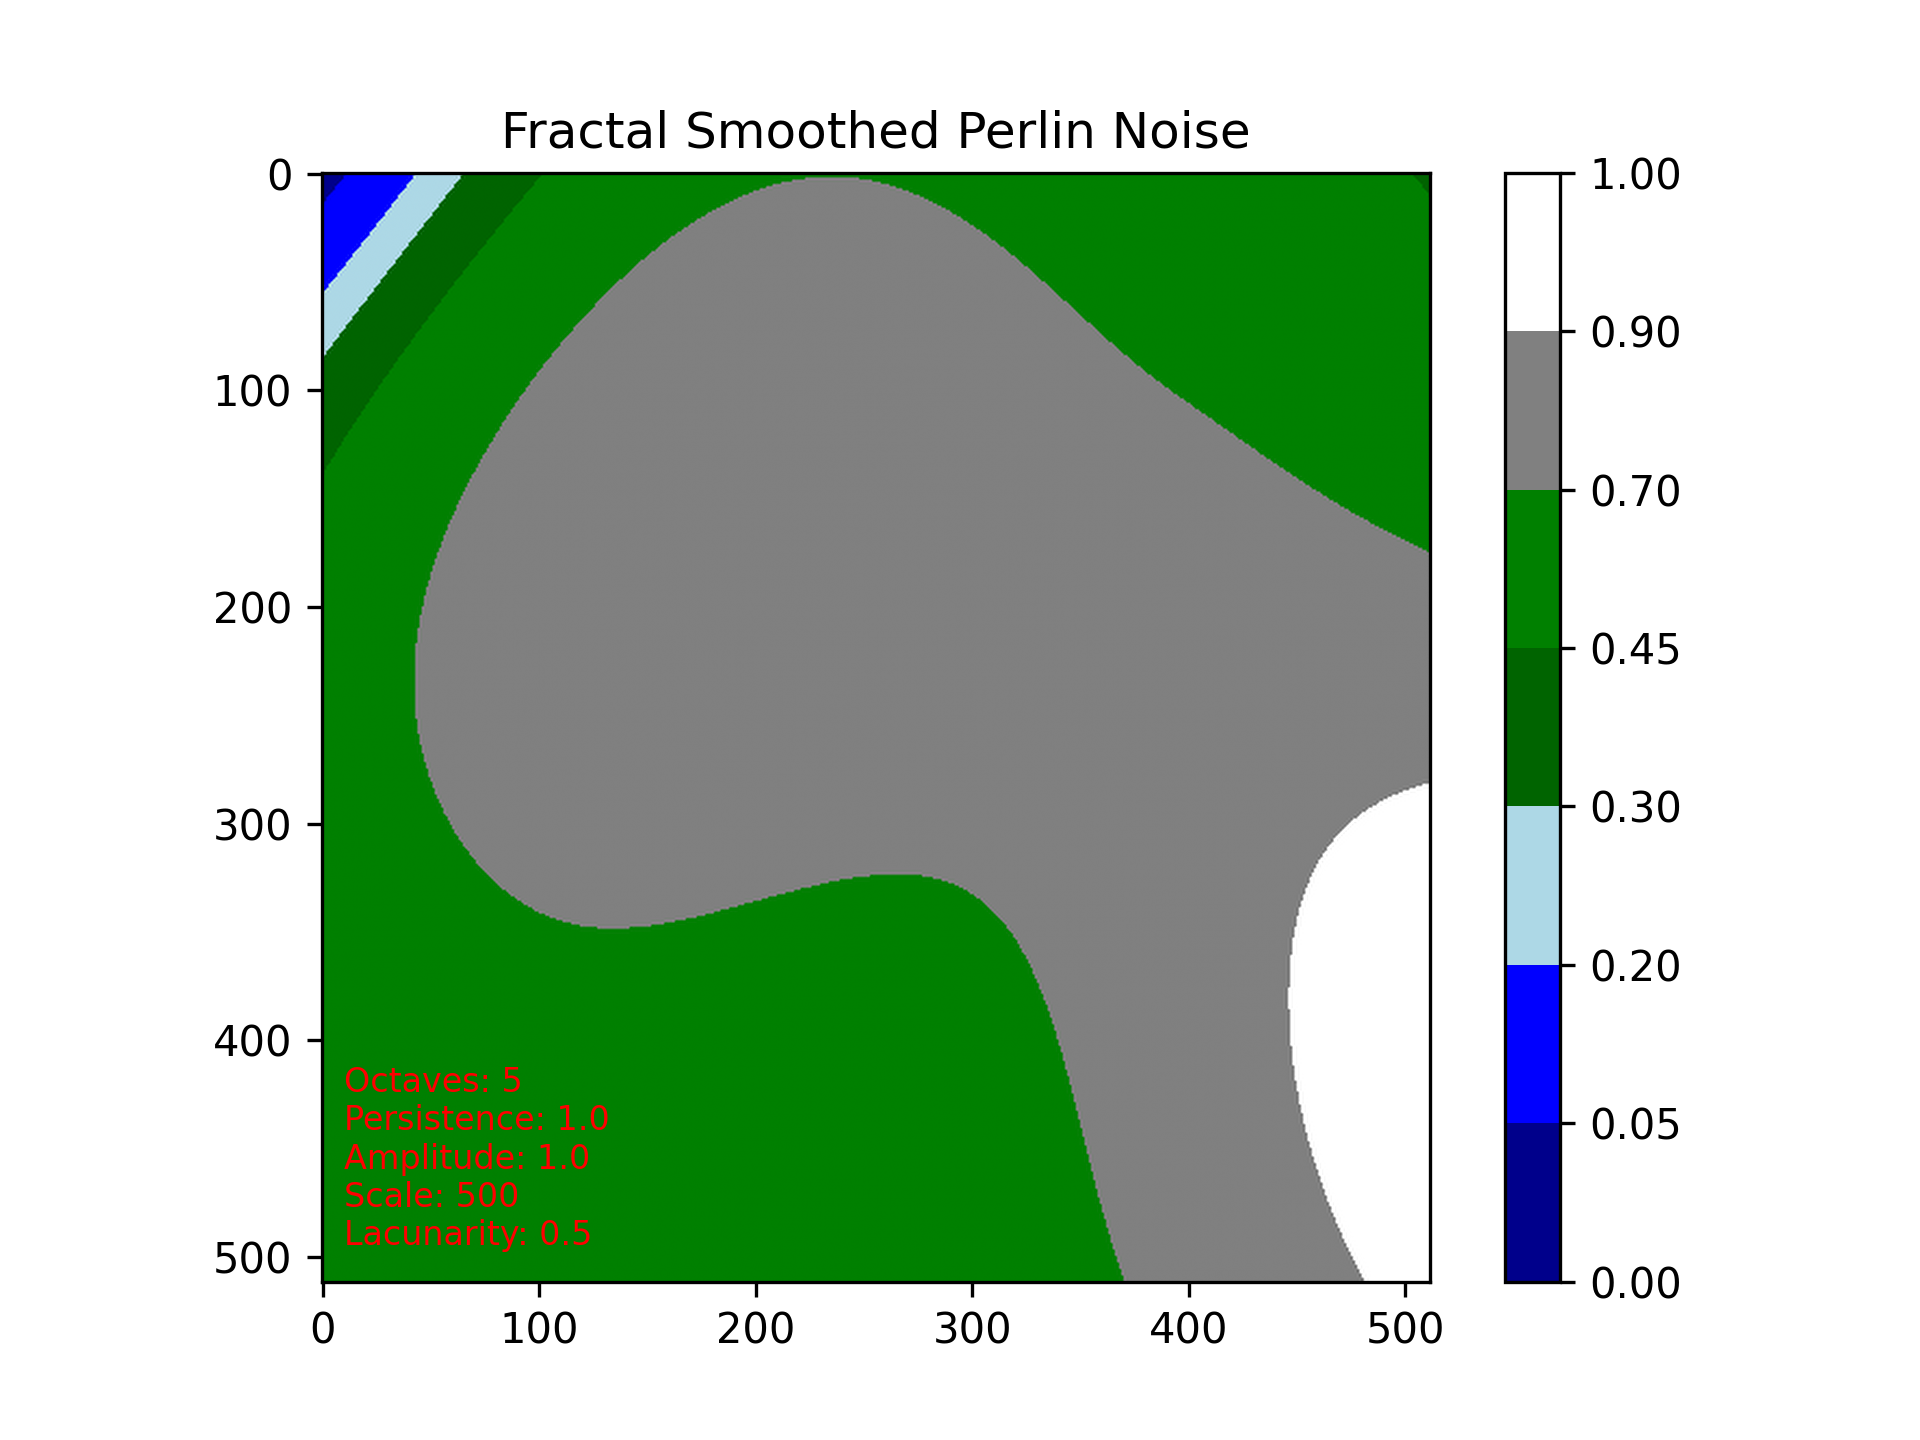 Fractal Smoothed Perlin Noise
0
100
200
300
400
500
Octaves: 5
Persistence: 1.0
Amplitude: 1.0
Scale: 500
Lacunarity: 0.5
0 100 200 300 400 500
1.00
0.90
0.70
0.45
0.30
0.20
0.05
0.00